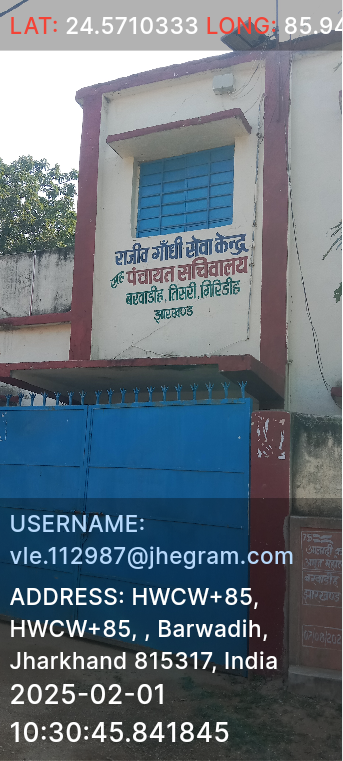 LAT: 24.5710333 LONG: 85.94
राजीव गाँधी सेवा केन्द्र
सह पंचायत सचिवालय
बरवाडीह, तिसरी, गिरिडीह
झारखण्ड
USERNAME:
vle.112987@jhegram.com
ADDRESS: HWCW+85,
HWCW+85, , Barwadih,
Jharkhand 815317, India
2025-02-01
10:30:45.841845